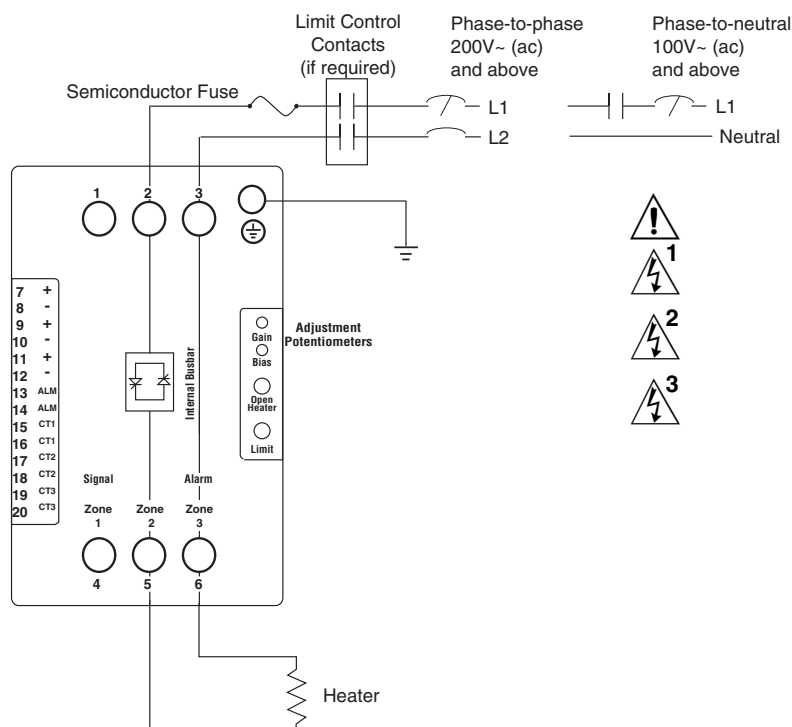 Limit Control
Contacts
(if required)
Phase-to-phase
200V~ (ac)
and above
Phase-to-neutral
100V~ (ac)
and above
Semiconductor Fuse
L1
L2
L1
Neutral
1
2
3
7 +
8 -
9 +
10 -
11 +
12 -
13 ALM
14 ALM
15 CT1
16 CT1
17 CT2
18 CT2
19 CT3
20 CT3
Internal Busbar
Gain
Bias
Open
Heater
Limit
Adjustment
Potentiometers
Signal
Alarm
Zone
1
Zone
2
Zone
3
4
5
6
!
1
2
3
Heater